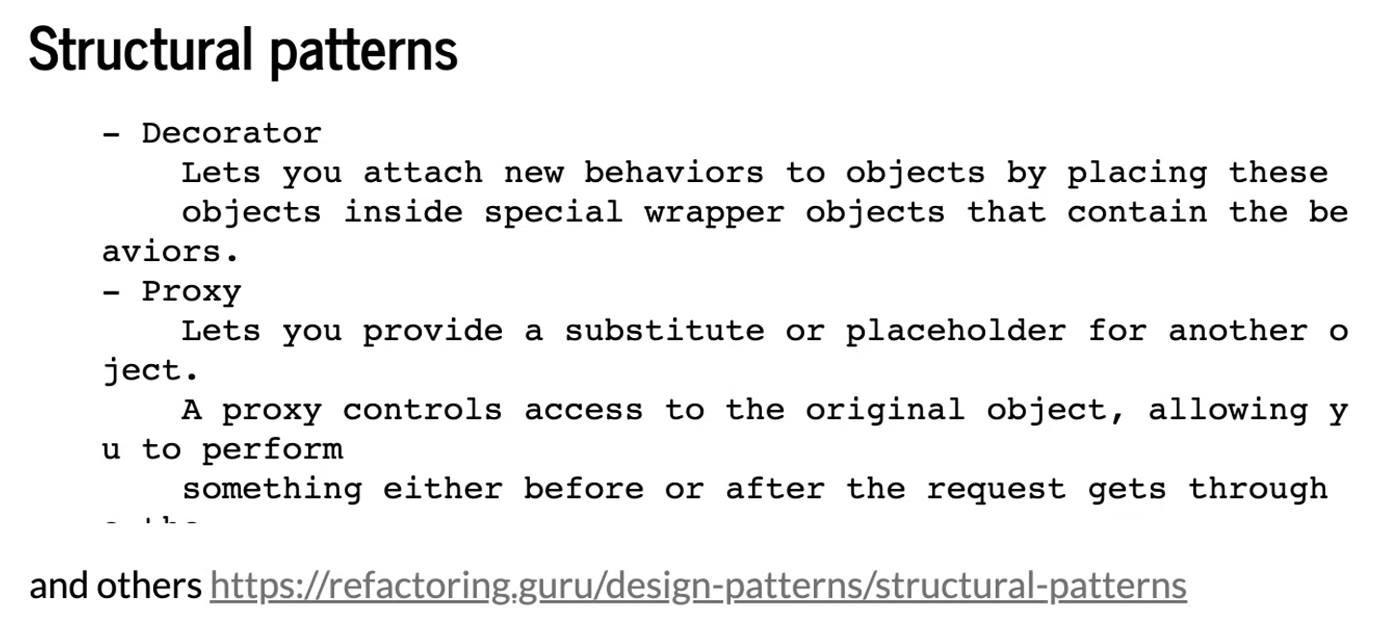 Structural patterns
- Decorator
Lets you attach new behaviors to objects by placing these
objects inside special wrapper objects that contain the be
aviors.
- Proxy
Lets you provide a substitute or placeholder for another o
ject.
A proxy controls access to the original object, allowing y
u to perform
something either before or after the request gets through
and others https://refactoring.guru/design-patterns/structural-patterns